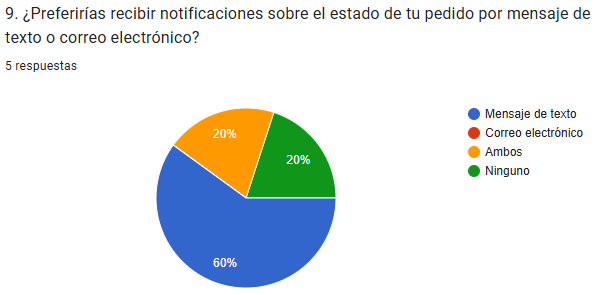 9. ¿Preferirías recibir notificaciones sobre el estado de tu pedido por mensaje de
texto o correo electrónico?
5 respuestas
Mensaje de texto
Correo electrónico
Ambos
Ninguno
20%
20%
60%